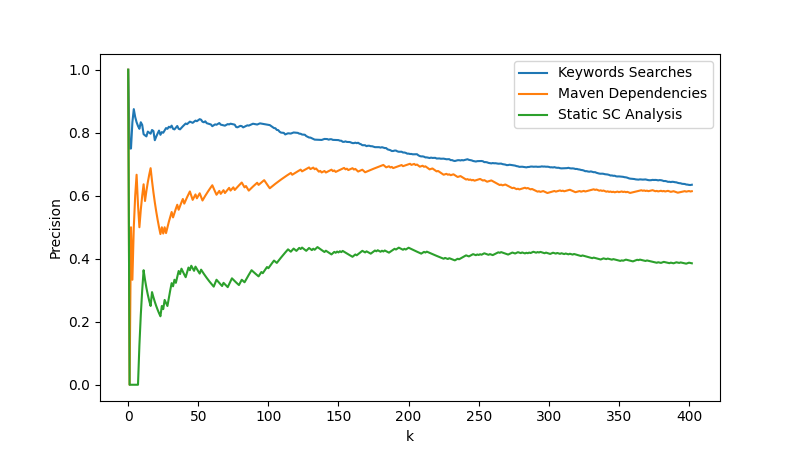 Keywords Searches
Maven Dependencies
Static SC Analysis
Precision
1.0
0.8
0.6
0.4
0.2
0.0
0 50 100 150 200 250 300 350 400
k